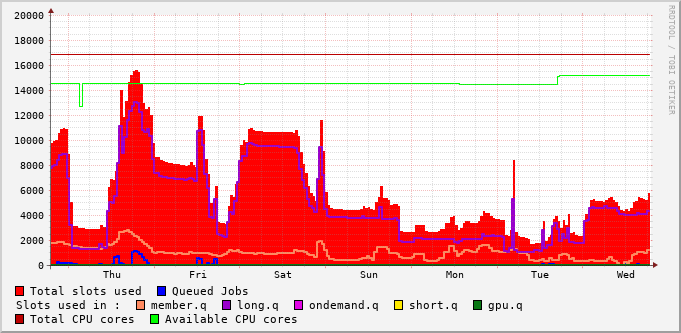 20000
18000
16000
14000
12000
10000
8000
6000
4000
2000
0
Thu Fri Sat Sun Mon Tue Wed
RRDTOOL / TOBI OETIKER
Total slots used Queued Jobs
Slots used in : member.q long.q ondemand.q short.q gpu.q
Total CPU cores Available CPU cores